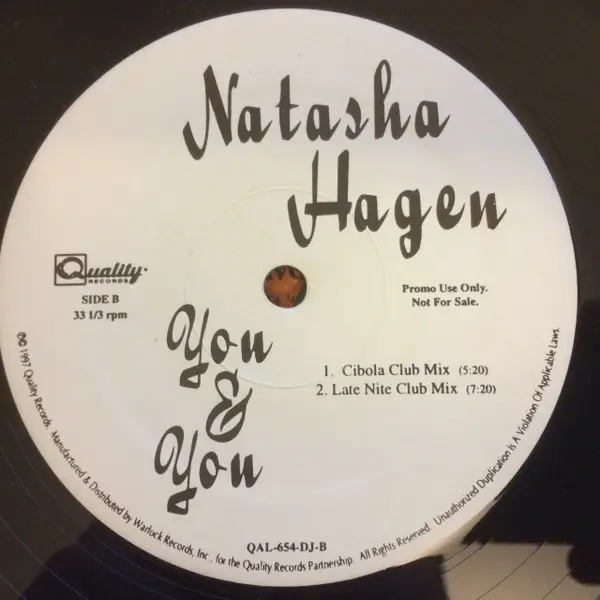 Natasha
Hagen
Quality
RECORDS
SIDE B
33 1/3 rpm
Promo Use Only.
Not For Sale.
You
&
You
1. Cibola Club Mix (5:20)
2. Late Nite Club Mix (7:20)
QAL-654-DJ-B
℗© 1997 Quality Records. Manufactured & Distributed by Warlock Records, Inc. for the Quality Records Partnership. All Rights Reserved. Unauthorized Duplication Is A Violation Of Applicable Laws.